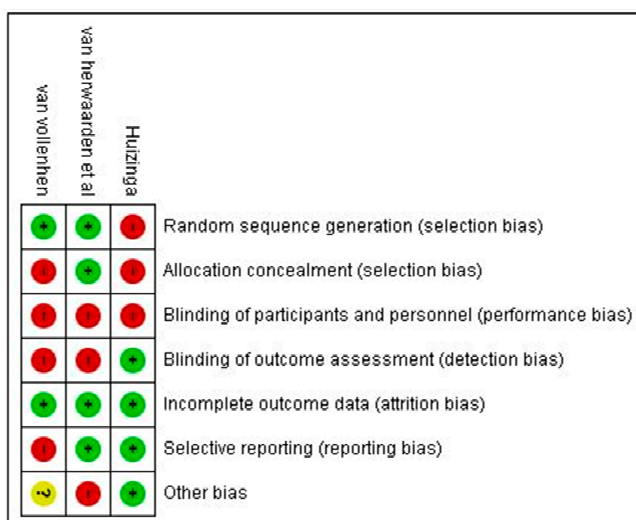 van vollenhen
van herwaarden et al
Huizinga
+ + - Random sequence generation (selection bias)
- + - Allocation concealment (selection bias)
- - - Blinding of participants and personnel (performance bias)
- - + Blinding of outcome assessment (detection bias)
+ + + Incomplete outcome data (attrition bias)
- + + Selective reporting (reporting bias)
? - + Other bias